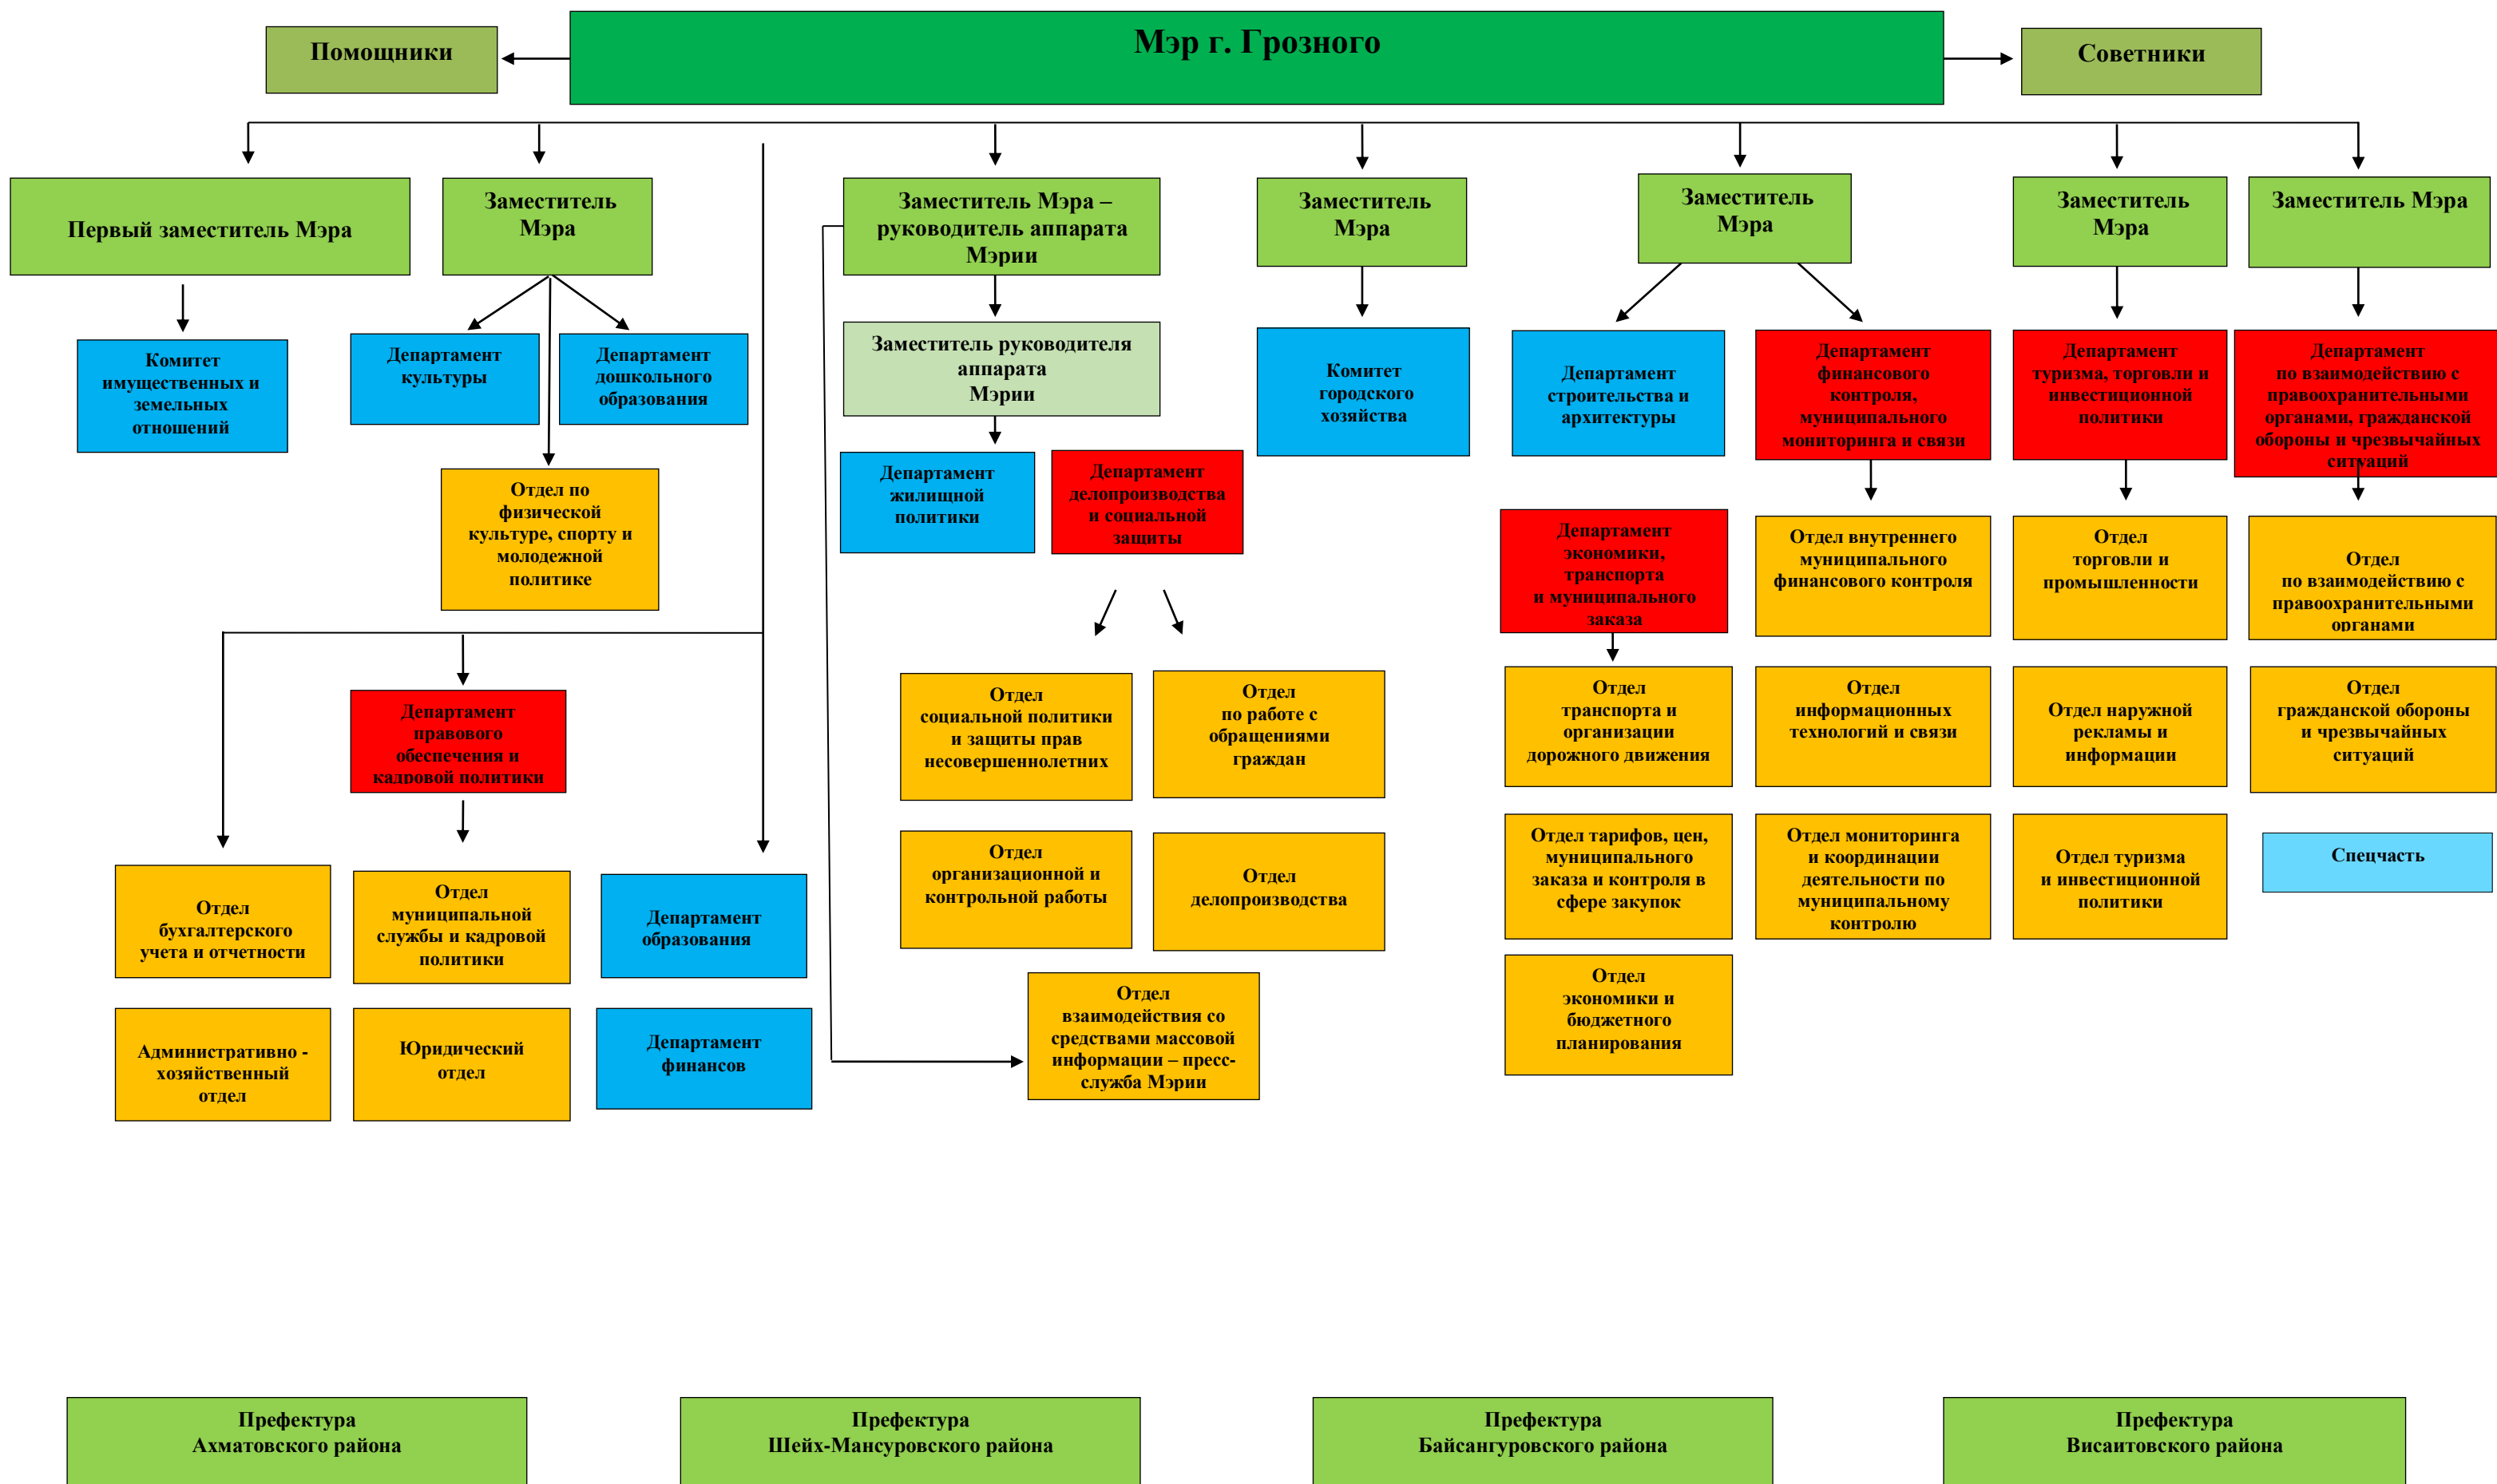 Помощники
Мэр г. Грозного
Советники
Первый заместитель Мэра
Заместитель
Мэра
Заместитель Мэра –
руководитель аппарата
Мэрии
Заместитель
Мэра
Заместитель
Мэра
Заместитель
Мэра
Заместитель Мэра
Комитет
имущественных и
земельных
отношений
Департамент
культуры
Департамент
дошкольного
образования
Заместитель руководителя
аппарата
Мэрии
Комитет
городского
хозяйства
Департамент
строительства и
архитектуры
Департамент
финансового
контроля,
муниципального
мониторинга и связи
Департамент
туризма, торговли и
инвестиционной
политики
Департамент
по взаимодействию с
правоохранительными
органами, гражданской
обороны и чрезвычайных
ситуаций
Отдел по
физической
культуре, спорту и
молодежной
политике
Департамент
жилищной
политики
Департамент
делопроизводства
и социальной
защиты
Департамент
экономики,
транспорта
и муниципального
заказа
Отдел внутреннего
муниципального
финансового контроля
Отдел
торговли и
промышленности
Отдел
по взаимодействию с
правоохранительными
органами
Департамент
правового
обеспечения и
кадровой политики
Отдел
социальной политики
и защиты прав
несовершеннолетних
Отдел
по работе с
обращениями
граждан
Отдел
транспорта и
организации
дорожного движения
Отдел
информационных
технологий и связи
Отдел наружной
рекламы и
информации
Отдел
гражданской обороны
и чрезвычайных
ситуаций
Отдел
бухгалтерского
учета и отчетности
Отдел
муниципальной
службы и кадровой
политики
Департамент
образования
Отдел
организационной и
контрольной работы
Отдел
делопроизводства
Отдел тарифов, цен,
муниципального
заказа и контроля в
сфере закупок
Отдел мониторинга
и координации
деятельности по
муниципальному
контролю
Отдел туризма
и инвестиционной
политики
Спецчасть
Административно -
хозяйственный
отдел
Юридический
отдел
Департамент
финансов
Отдел
взаимодействия со
средствами массовой
информации – пресс-
служба Мэрии
Отдел
экономики и
бюджетного
планирования
Префектура
Ахматовского района
Префектура
Шейх-Мансуровского района
Префектура
Байсангуровского района
Префектура
Висаитовского района